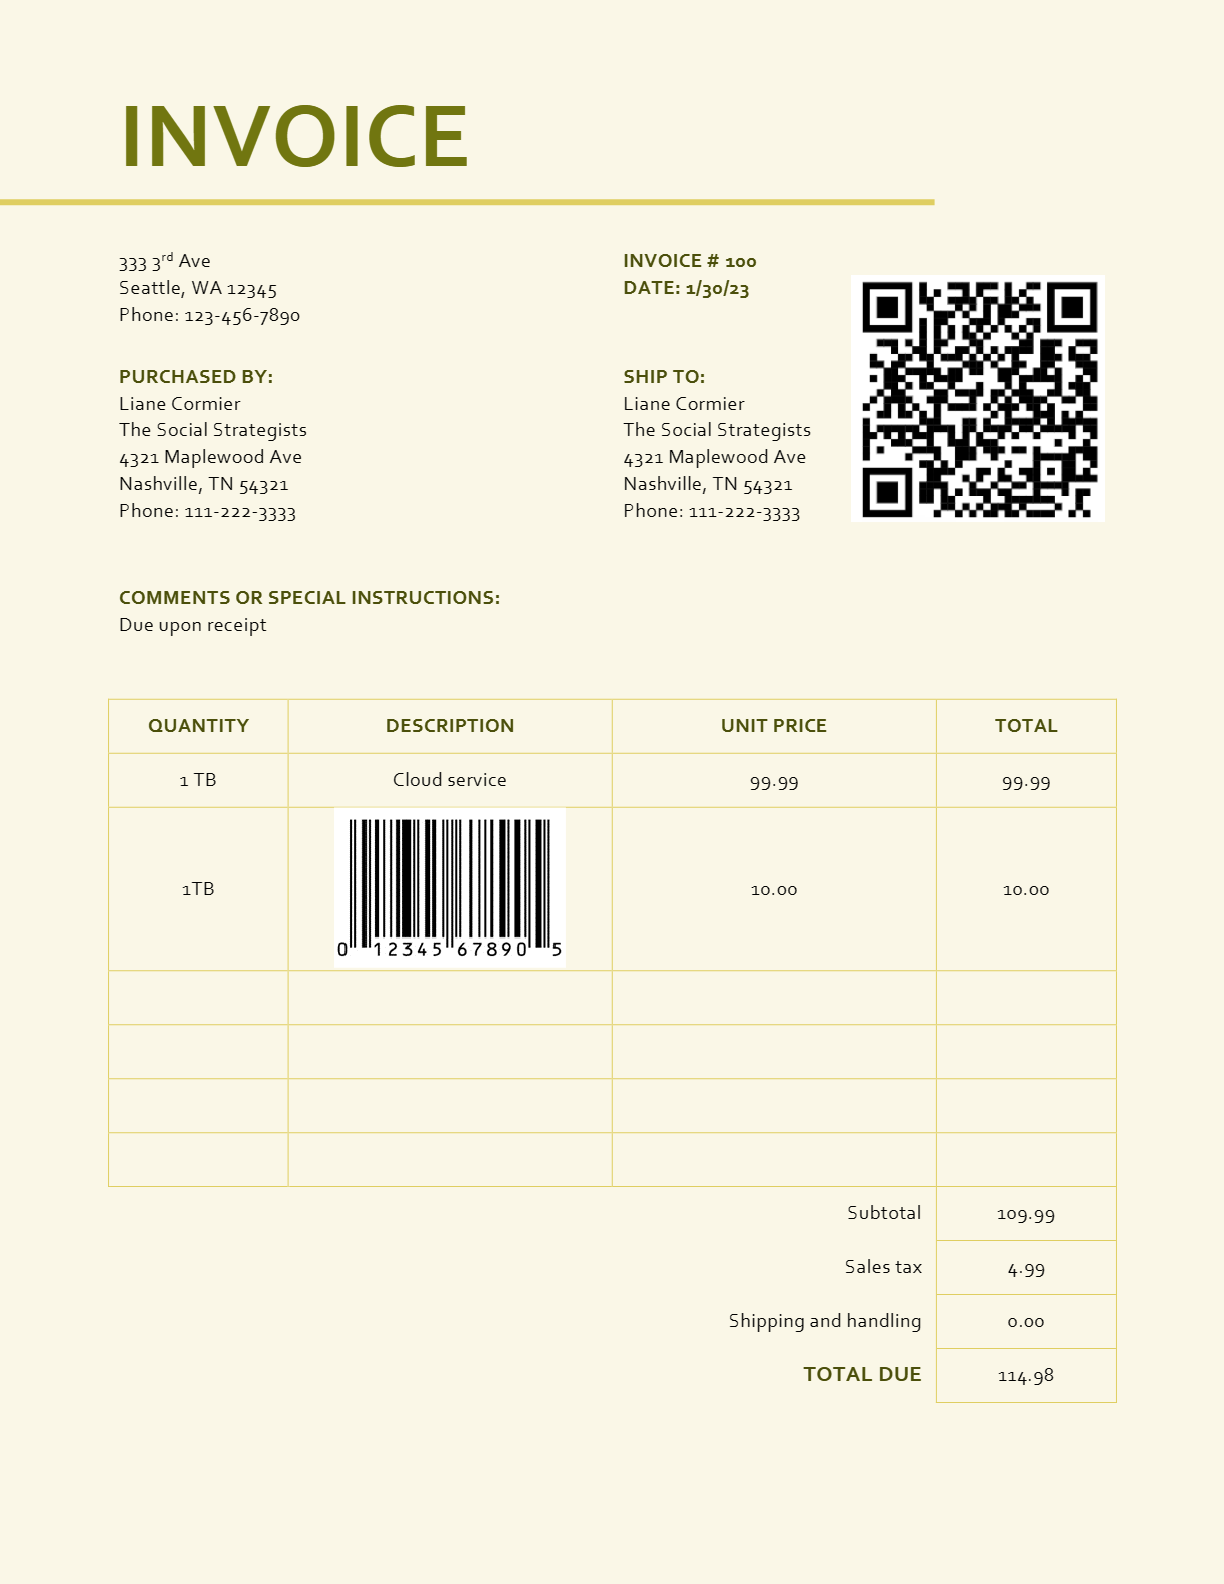 INVOICE
333 3rd Ave
Seattle, WA 12345
Phone: 123-456-7890
INVOICE # 100
DATE: 1/30/23
PURCHASED BY:
Liane Cormier
The Social Strategists
4321 Maplewood Ave
Nashville, TN 54321
Phone: 111-222-3333
SHIP TO:
Liane Cormier
The Social Strategists
4321 Maplewood Ave
Nashville, TN 54321
Phone: 111-222-3333
COMMENTS OR SPECIAL INSTRUCTIONS:
Due upon receipt
QUANTITY DESCRIPTION UNIT PRICE TOTAL
1 TB Cloud service 99.99 99.99
1TB 10.00 10.00
0 12345 67890 5
Subtotal 109.99
Sales tax 4.99
Shipping and handling 0.00
TOTAL DUE 114.98